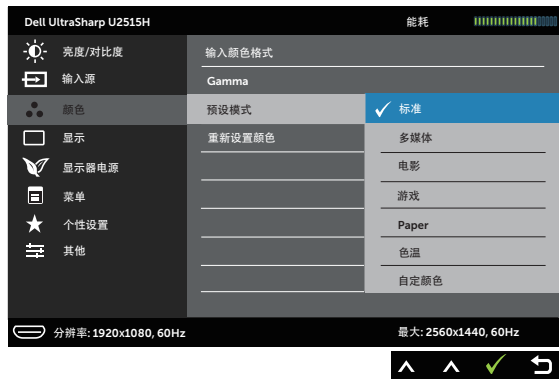 Dell UltraSharp U2515H 能耗
亮度/对比度
输入源
颜色
显示
显示器电源
菜单
个性设置
其他
输入颜色格式
Gamma
预设模式
重新设置颜色
标准
多媒体
电影
游戏
Paper
色温
自定颜色
分辨率: 1920x1080, 60Hz 最大: 2560x1440, 60Hz